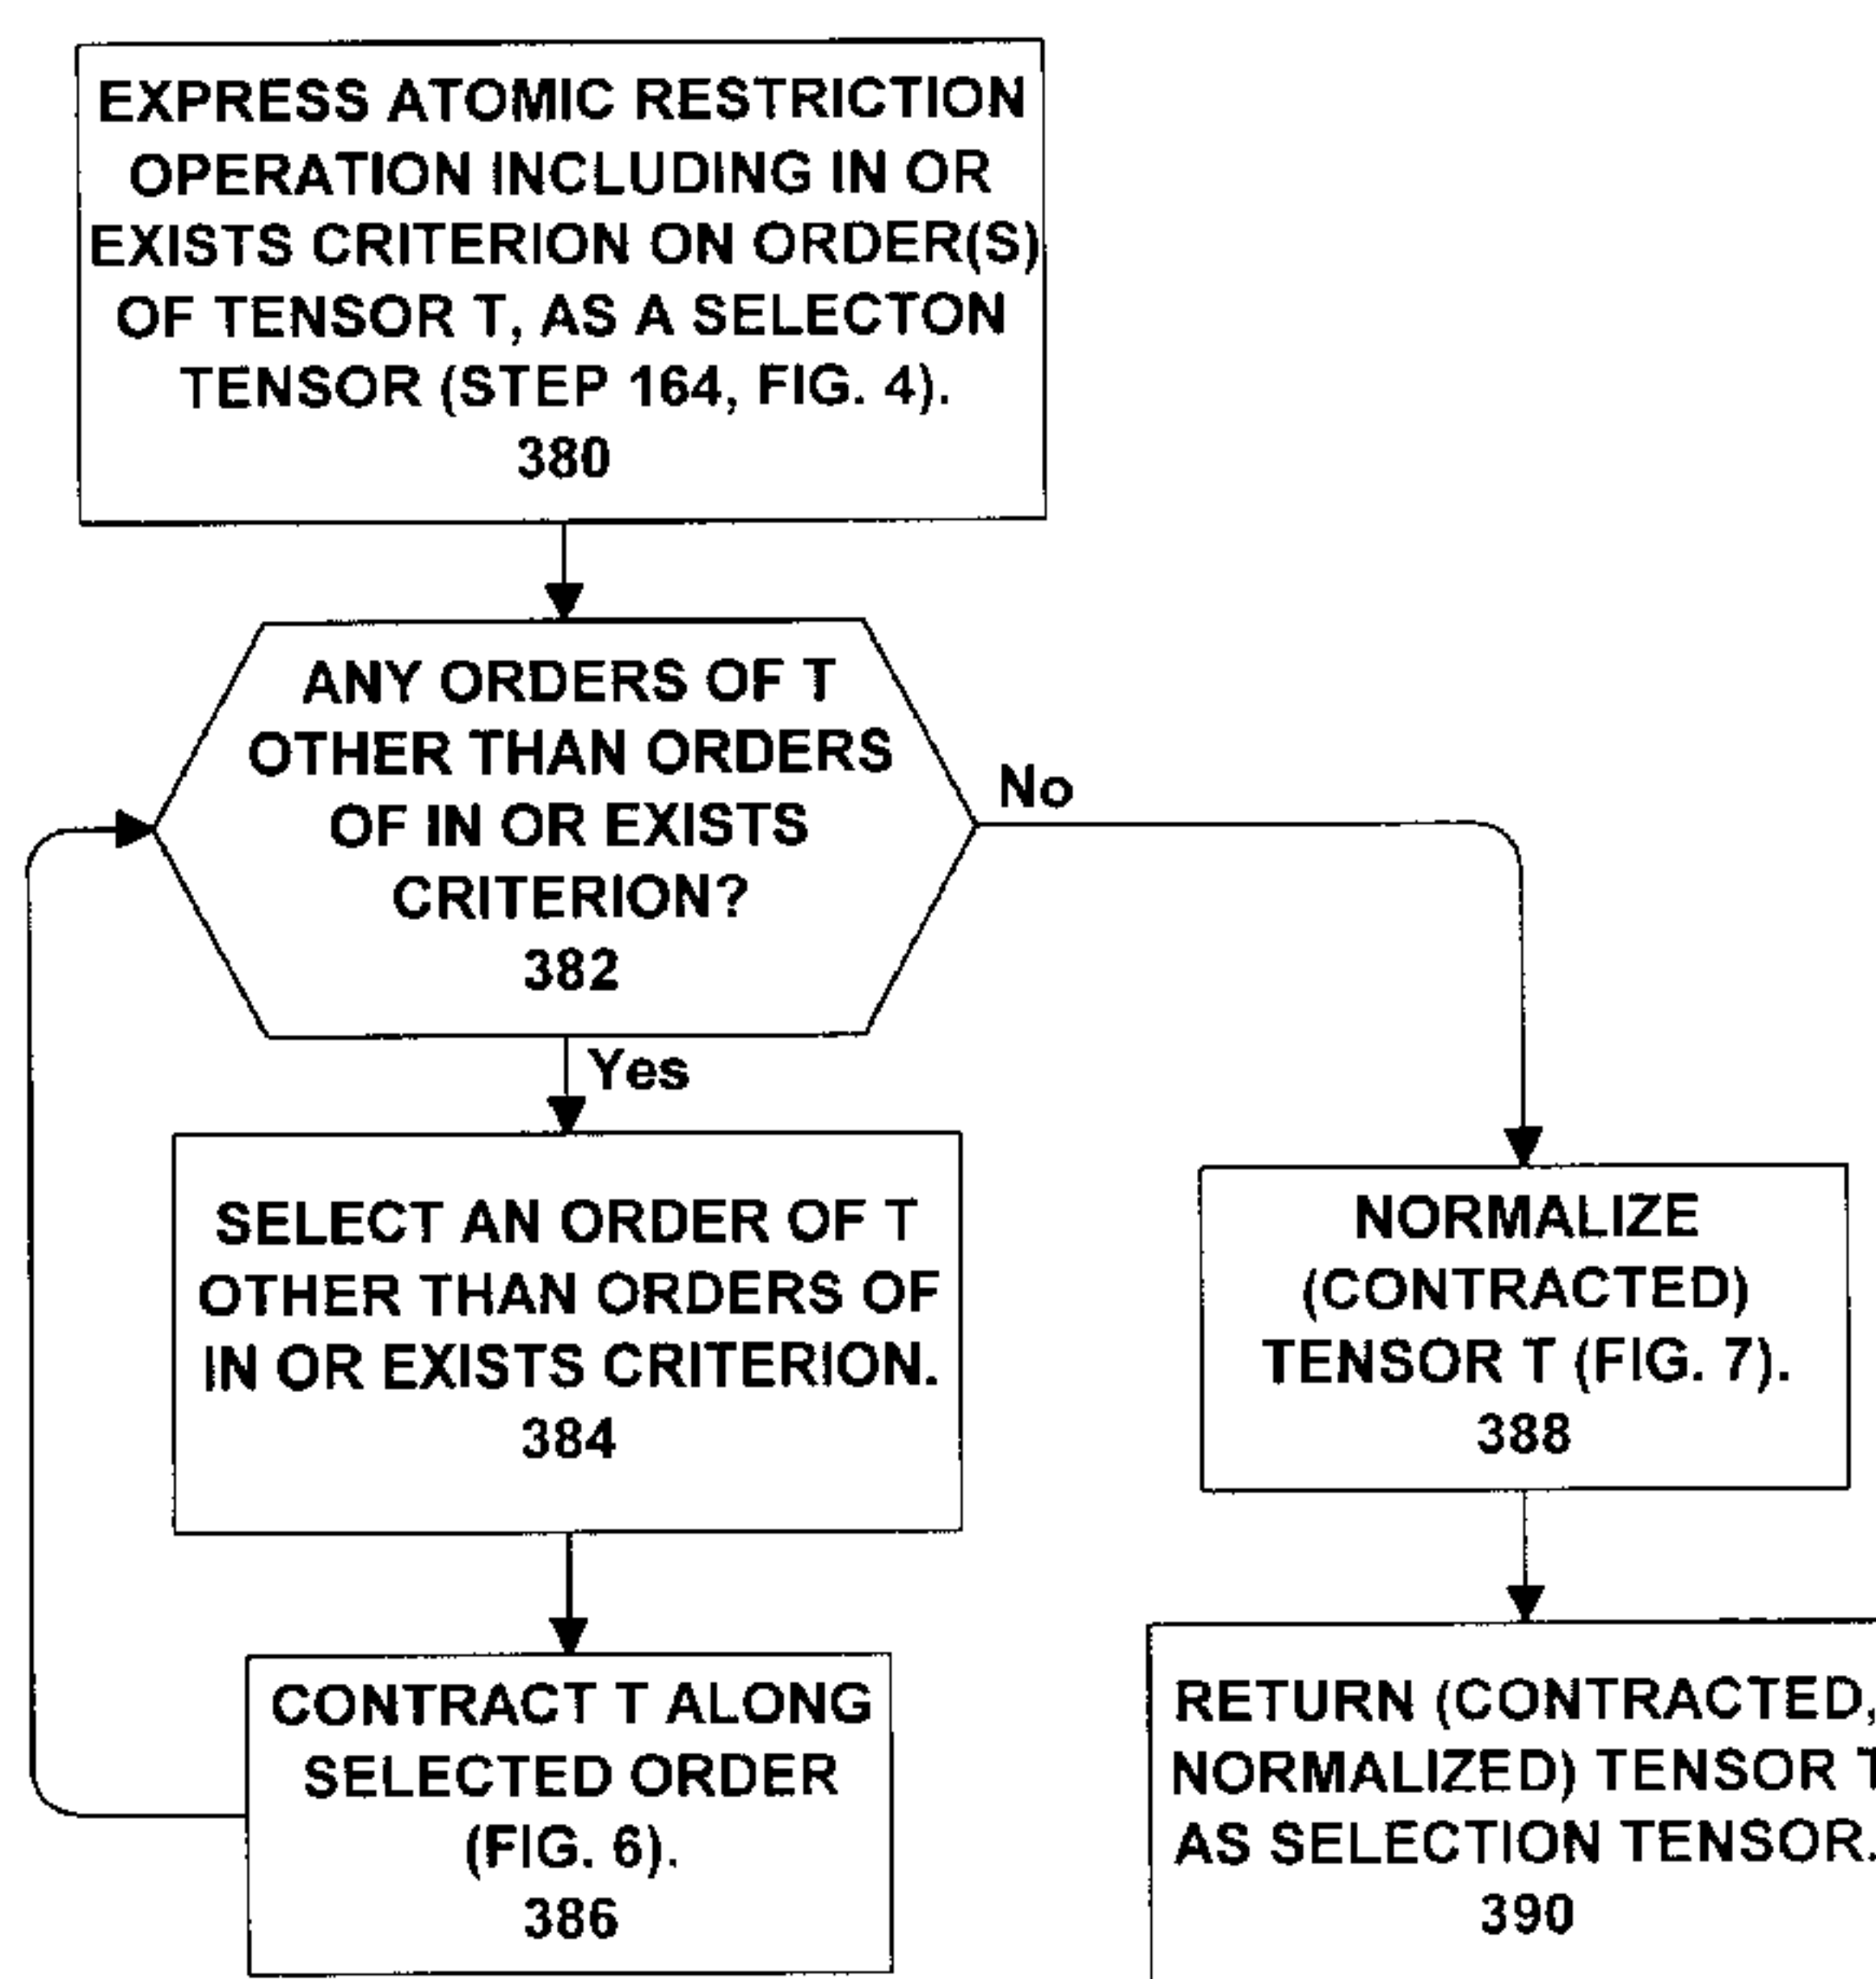 EXPRESS ATOMIC RESTRICTION
OPERATION INCLUDING IN OR
EXISTS CRITERION ON ORDER(S)
OF TENSOR T, AS A SELECTON
TENSOR (STEP 164, FIG. 4).
380
ANY ORDERS OF T
OTHER THAN ORDERS
OF IN OR EXISTS
CRITERION?
382
No
Yes
SELECT AN ORDER OF T
OTHER THAN ORDERS OF
IN OR EXISTS CRITERION.
384
CONTRACT T ALONG
SELECTED ORDER
(FIG. 6).
386
NORMALIZE
(CONTRACTED)
TENSOR T (FIG. 7).
388
RETURN (CONTRACTED,
NORMALIZED) TENSOR T
AS SELECTION TENSOR.
390